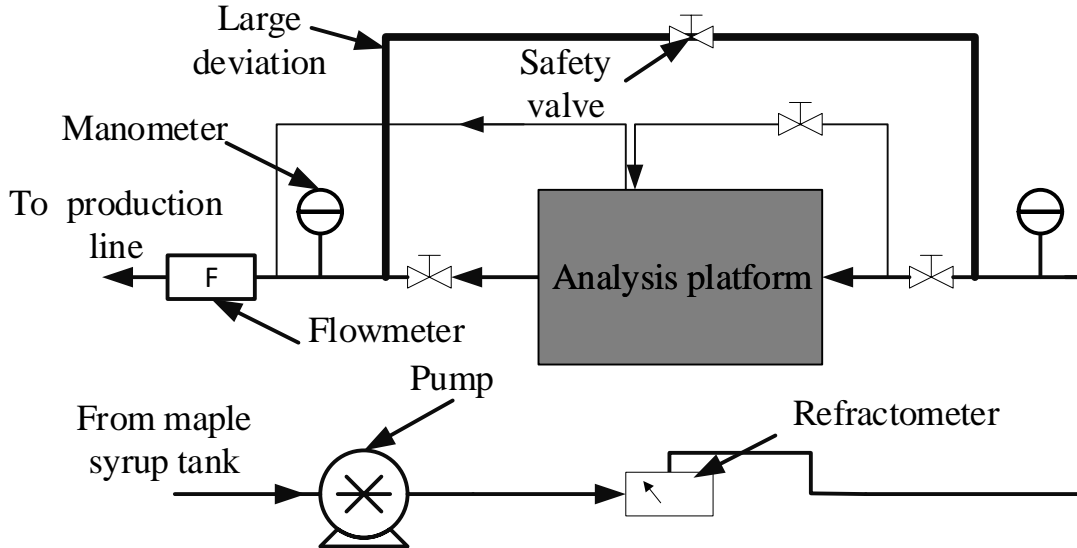 Large
deviation
Safety
valve
Manometer
To production
line
F
Analysis platform
Flowmeter
Pump
From maple
syrup tank
Refractometer